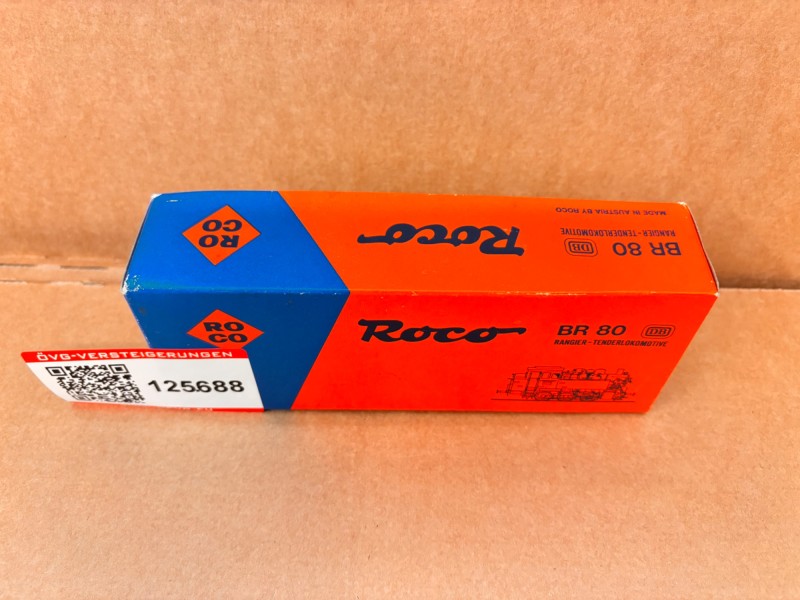 RO
CO
Roco
MADE IN AUSTRIA BY ROCO
BR 80 DB
RANGIER-TENDERLOKOMOTIVE
RO
CO
Roco
BR 80 DB
RANGIER-TENDERLOKOMOTIVE
ÖVG-VERSTEIGERUNGEN
125688